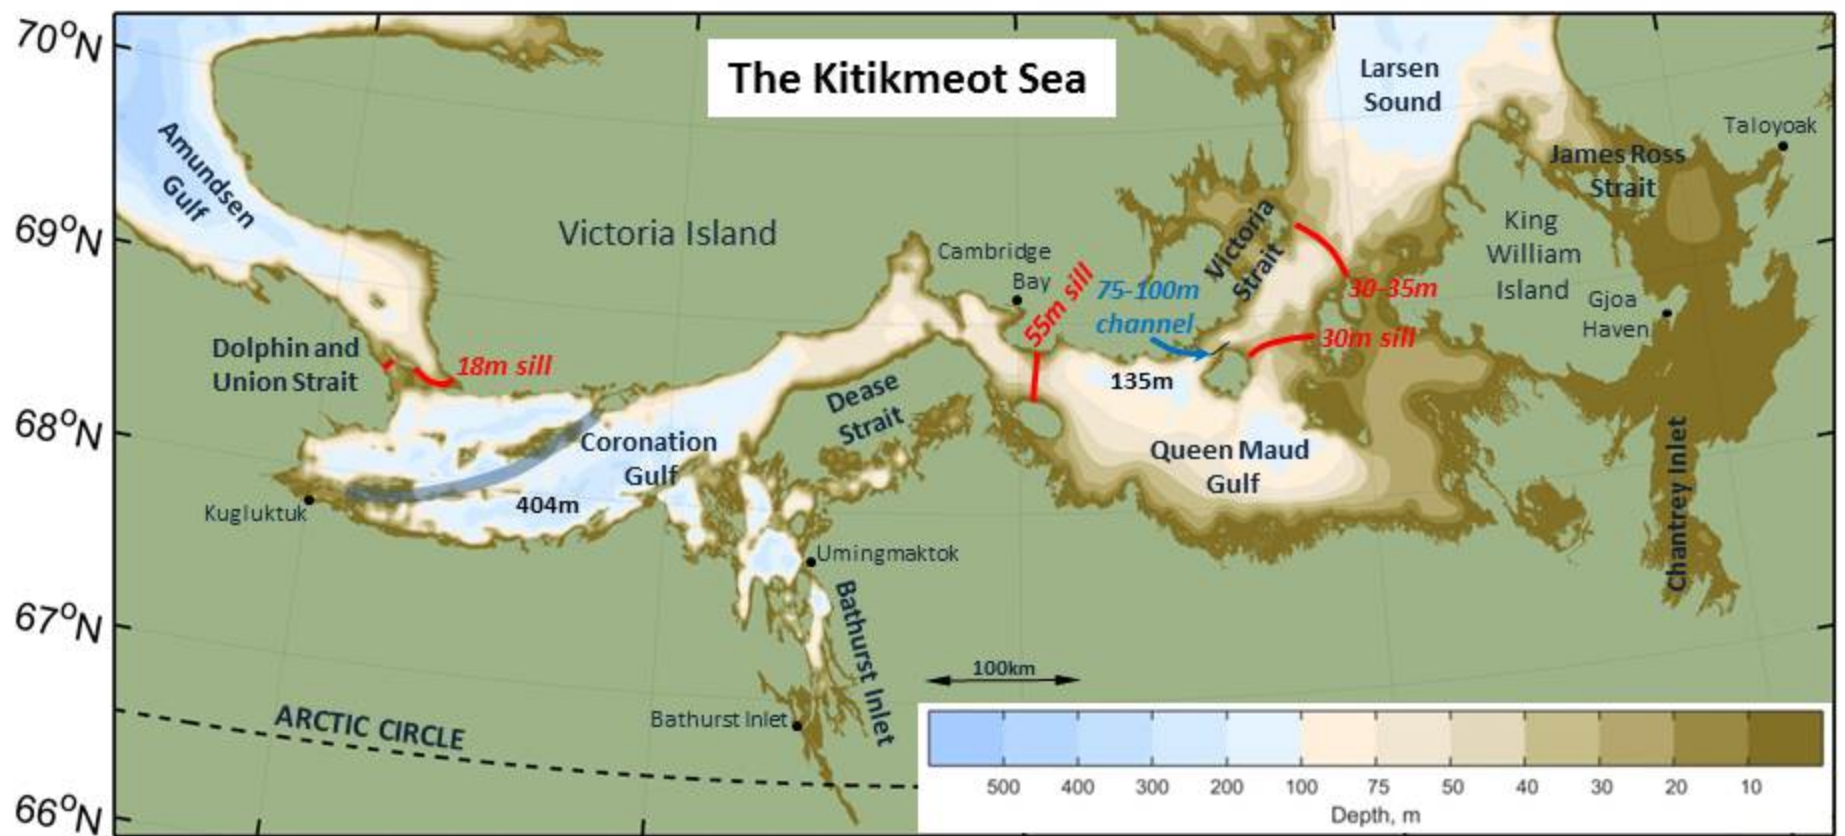 The Kitikmeot Sea
70°N
69°N
68°N
67°N
66°N
Larsen
Sound
Taloyoak
James Ross
Strait
Amundsen
Gulf
Victoria Island
Cambridge
Bay
Victoria
Strait
King
William
Island
55m sill
75-100m
channel
30-35m
Gjoa
Haven
30m sill
Dolphin and
Union Strait
18m sill
135m
Dease
Strait
Coronation
Gulf
Queen Maud
Gulf
404m
Kugluktuk
Chantrey Inlet
Umingmaktok
Bathurst Inlet
100km
Bathurst Inlet
ARCTIC CIRCLE
500 400 300 200 100 75 50 40 30 20 10
Depth, m